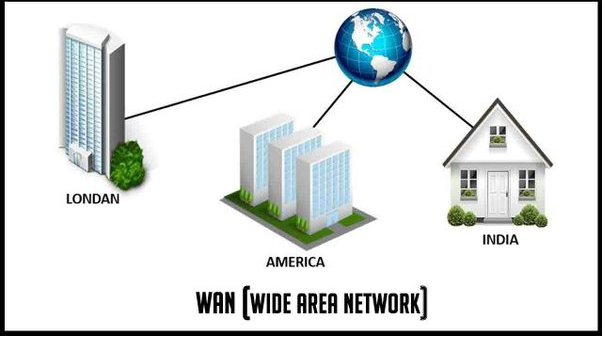 LONDAN
AMERICA
INDIA
WAN (WIDE AREA NETWORK)